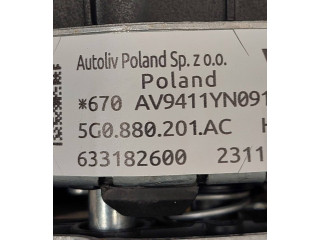 Autoliv Poland Sp. z o.o.
Poland
*670 AV9411YN091
5G0.880.201.AC H
633182600 2311